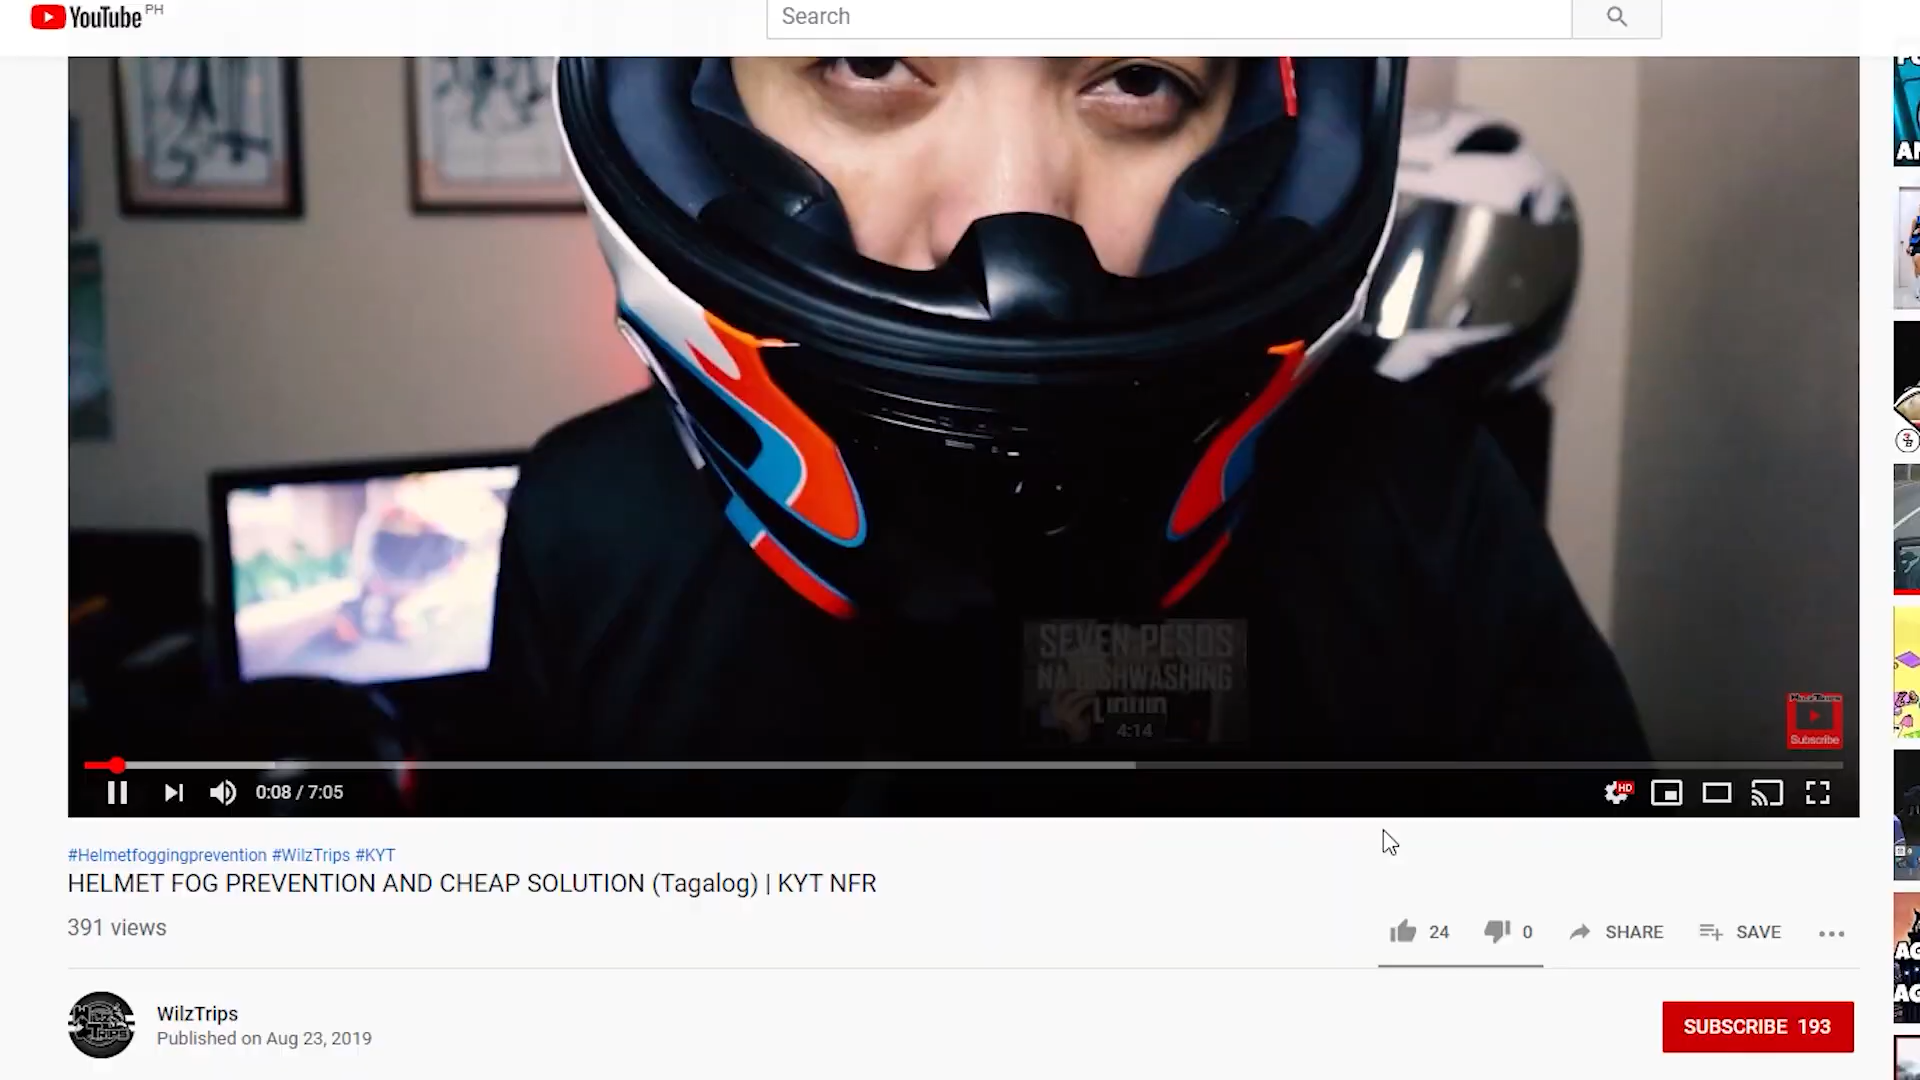 YouTube PH
Search
SEVEN PESOS
4:14
Subscribe
0:08 / 7:05
HD
#Helmetfoggingprevention #WilzTrips #KYT
HELMET FOG PREVENTION AND CHEAP SOLUTION (Tagalog) | KYT NFR
391 views
24
0
SHARE
SAVE
WilzTrips
Published on Aug 23, 2019
SUBSCRIBE 193